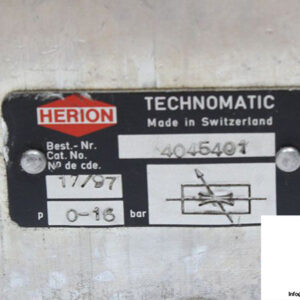 HERION
TECHNOMATIC
Made in Switzerland
Best.- Nr.
Cat. No.
Nº de cde.
4045401
17/97
p 0-16 bar